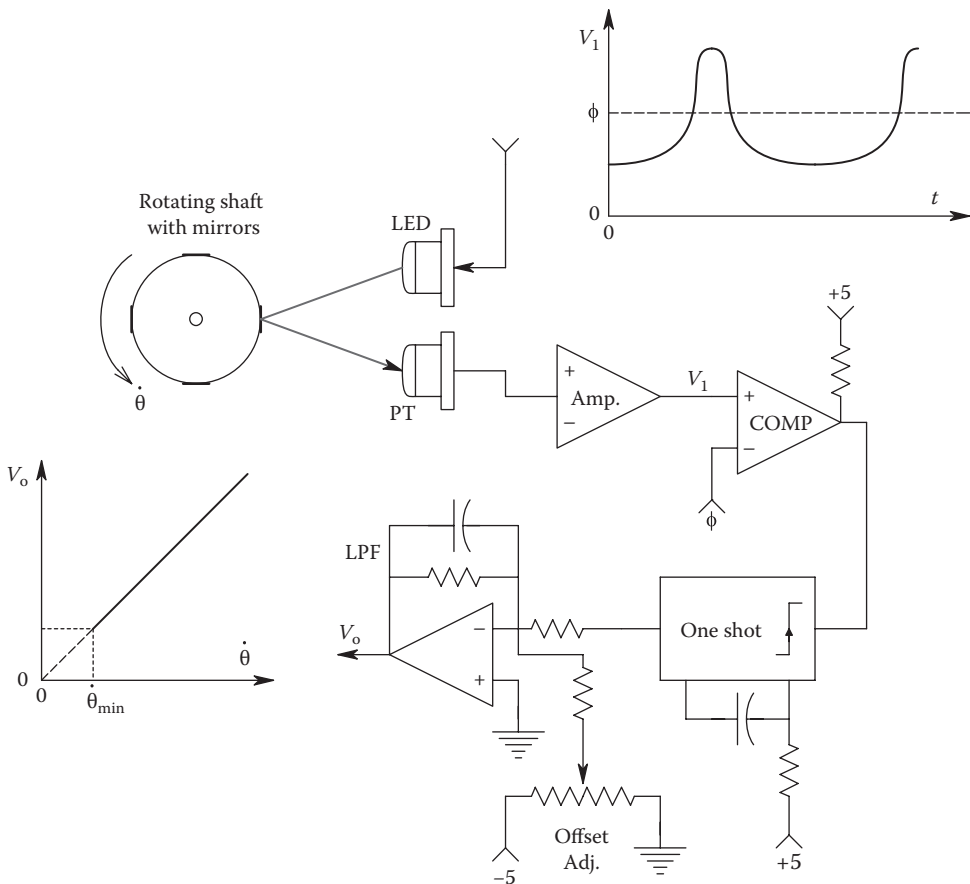 V1
ϕ
0
0
t
Rotating shaft
with mirrors
LED
θ̇
PT
+
−
Amp.
V1
+
−
COMP
+5
ϕ
Vo
0
0
θ̇min
θ̇
LPF
Vo
−
+
One shot
Offset
Adj.
−5
+5